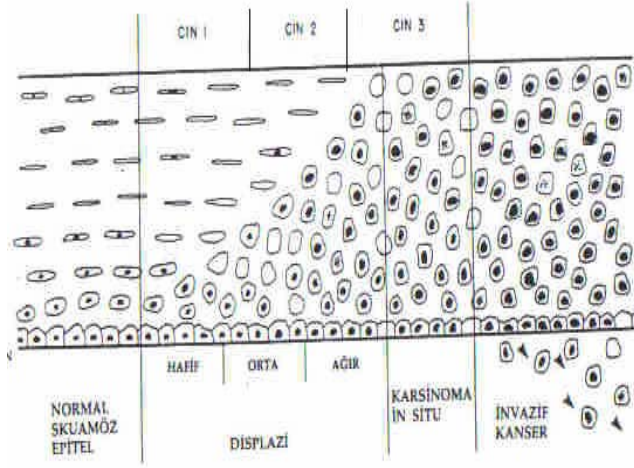 CIN 1 CIN 2 CIN 3
HAFİF ORTA AĞIR
NORMAL
SKUAMÖZ
EPİTEL
DİSPLAZİ
KARSİNOMA
İN SİTU
İNVAZİF
KANSER